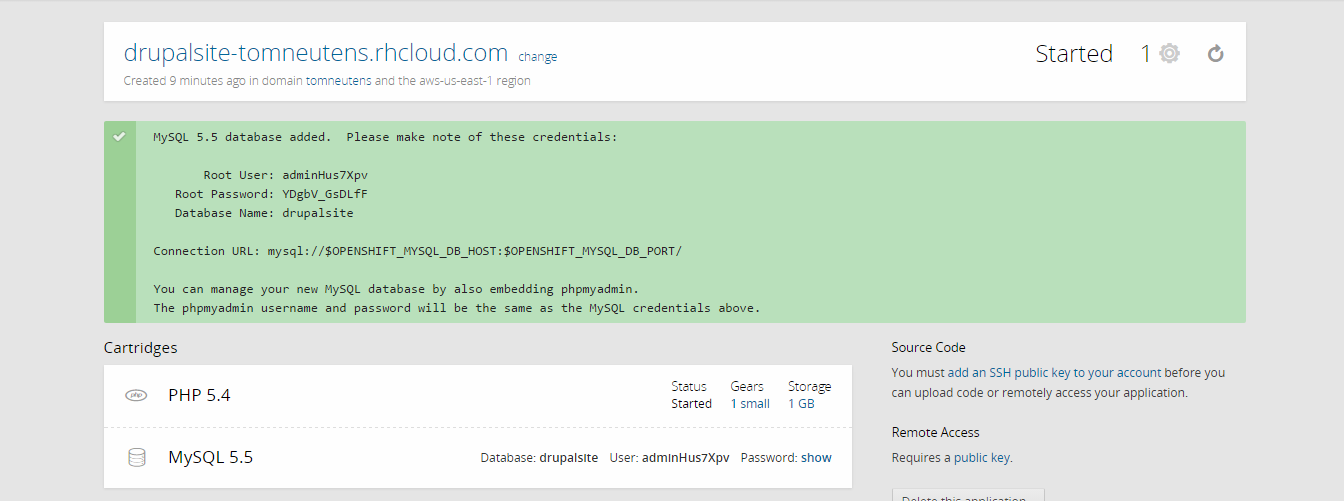 drupalsite-tomneutens.rhcloud.com change
Started 1
Created 9 minutes ago in domain tomneutens and the aws-us-east-1 region
MySQL 5.5 database added.  Please make note of these credentials:
Root User: adminHus7Xpv
Root Password: YDgbV_GsDLfF
Database Name: drupalsite
Connection URL: mysql://$OPENSHIFT_MYSQL_DB_HOST:$OPENSHIFT_MYSQL_DB_PORT/
You can manage your new MySQL database by also embedding phpmyadmin.
The phpmyadmin username and password will be the same as the MySQL credentials above.
Cartridges
php PHP 5.4
Status Gears Storage
Started 1 small 1 GB
MySQL 5.5 Database: drupalsite User: adminHus7Xpv Password: show
Source Code
You must add an SSH public key to your account before you
can upload code or remotely access your application.
Remote Access
Requires a public key.
Delete this application